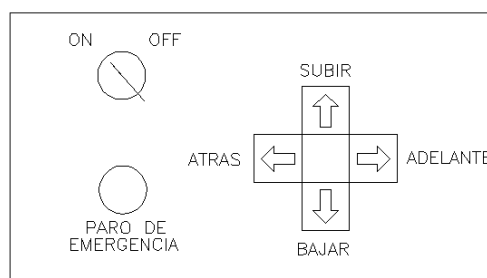 ON OFF
SUBIR
ATRAS
ADELANTE
PARO DE
EMERGENCIA
BAJAR